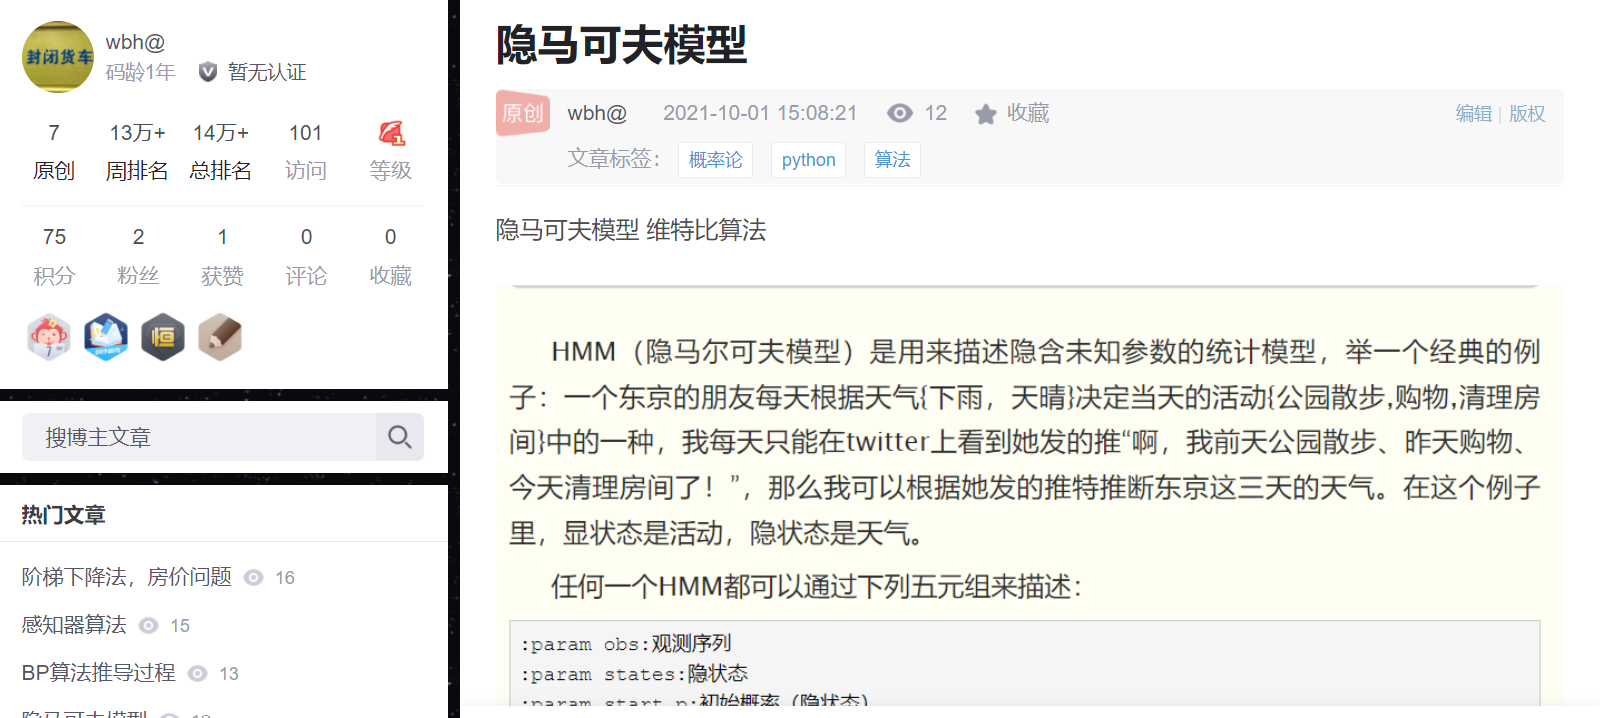 封闭货车
wbh@
码龄1年 暂无认证
7 13万+ 14万+ 101
原创 周排名 总排名 访问 等级
75 2 1 0 0
积分 粉丝 获赞 评论 收藏
搜博主文章
热门文章
阶梯下降法，房价问题 16
感知器算法 15
BP算法推导过程 13
隐马可夫模型
隐马可夫模型
原创 wbh@ 2021-10-01 15:08:21 12 收藏 编辑 | 版权
文章标签： 概率论 python 算法
隐马可夫模型 维特比算法
HMM（隐马尔可夫模型）是用来描述隐含未知参数的统计模型，举一个经典的例
子：一个东京的朋友每天根据天气{下雨，天晴}决定当天的活动{公园散步,购物,清理房
间}中的一种，我每天只能在twitter上看到她发的推“啊，我前天公园散步、昨天购物、
今天清理房间了！”，那么我可以根据她发的推特推断东京这三天的天气。在这个例子
里，显状态是活动，隐状态是天气。
任何一个HMM都可以通过下列五元组来描述：
:param obs:观测序列
:param states:隐状态
:param start_p:初始概率（隐状态）